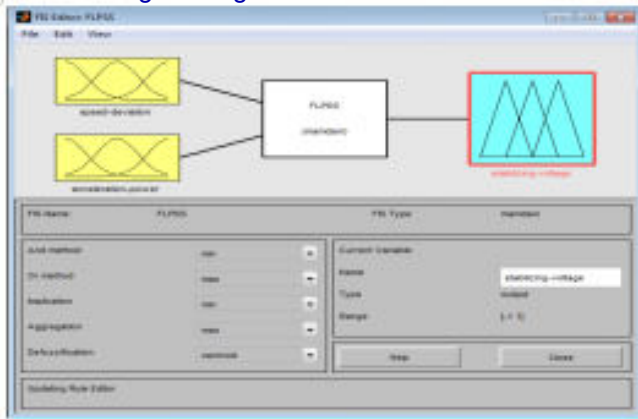 FIS Editor: FLPSS
File Edit View
speed-deviation
FLPSS
(mamdani)
acceleration-power
stabilizing-voltage
FIS Name: FLPSS FIS Type mamdani
And method min
Or method max
Implication min
Aggregation max
Defuzzification centroid
Current Variable
Name stabilizing-voltage
Type output
Range
Help Close
Updating Rule Editor